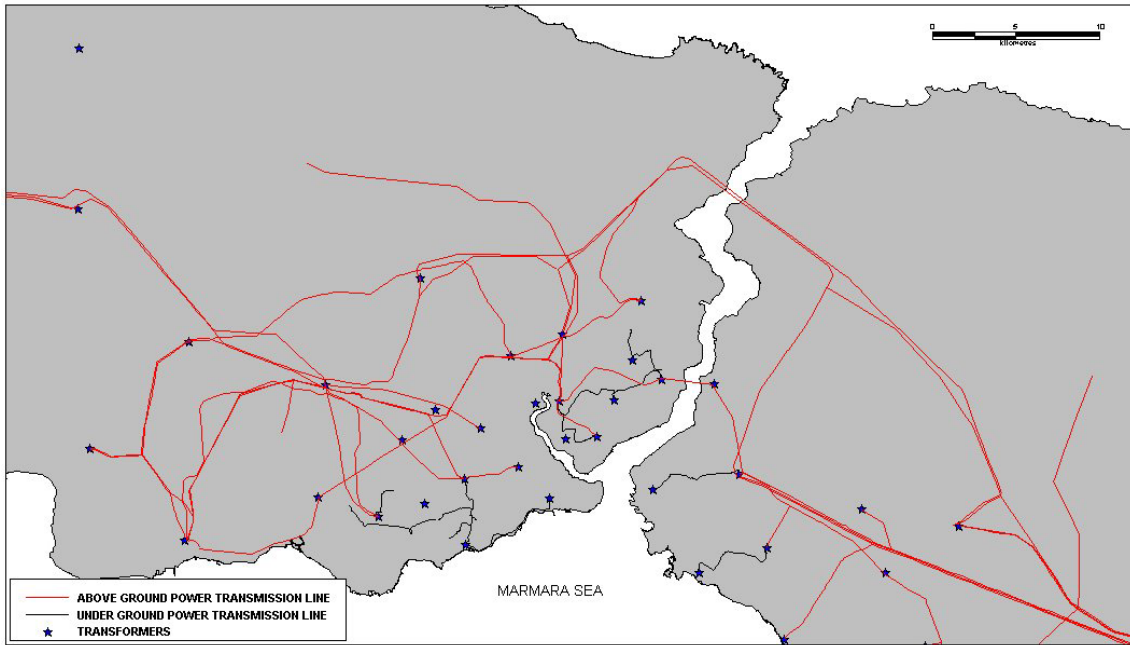 0 5 10
kilometres
MARMARA SEA
ABOVE GROUND POWER TRANSMISSION LINE
UNDER GROUND POWER TRANSMISSION LINE
TRANSFORMERS